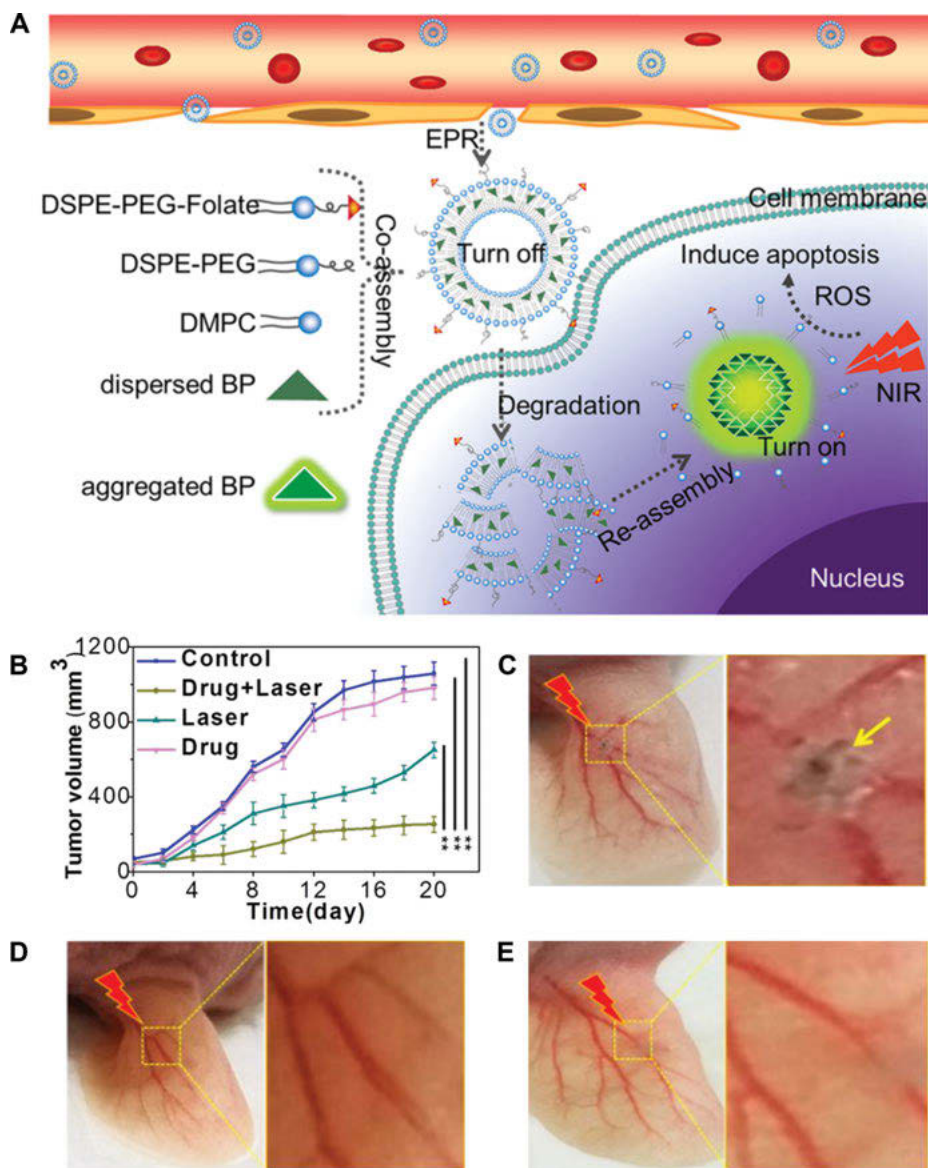 A
EPR
DSPE-PEG-Folate
DSPE-PEG
DMPC
dispersed BP
aggregated BP
Co-assembly
Turn off
Cell membrane
Induce apoptosis
ROS
NIR
Turn on
Degradation
Re-assembly
Nucleus
B
Tumor volume (mm³)
1200
800
400
0
Control
Drug+Laser
Laser
Drug
**
**
**
0 4 8 12 16 20
Time(day)
C
D
E